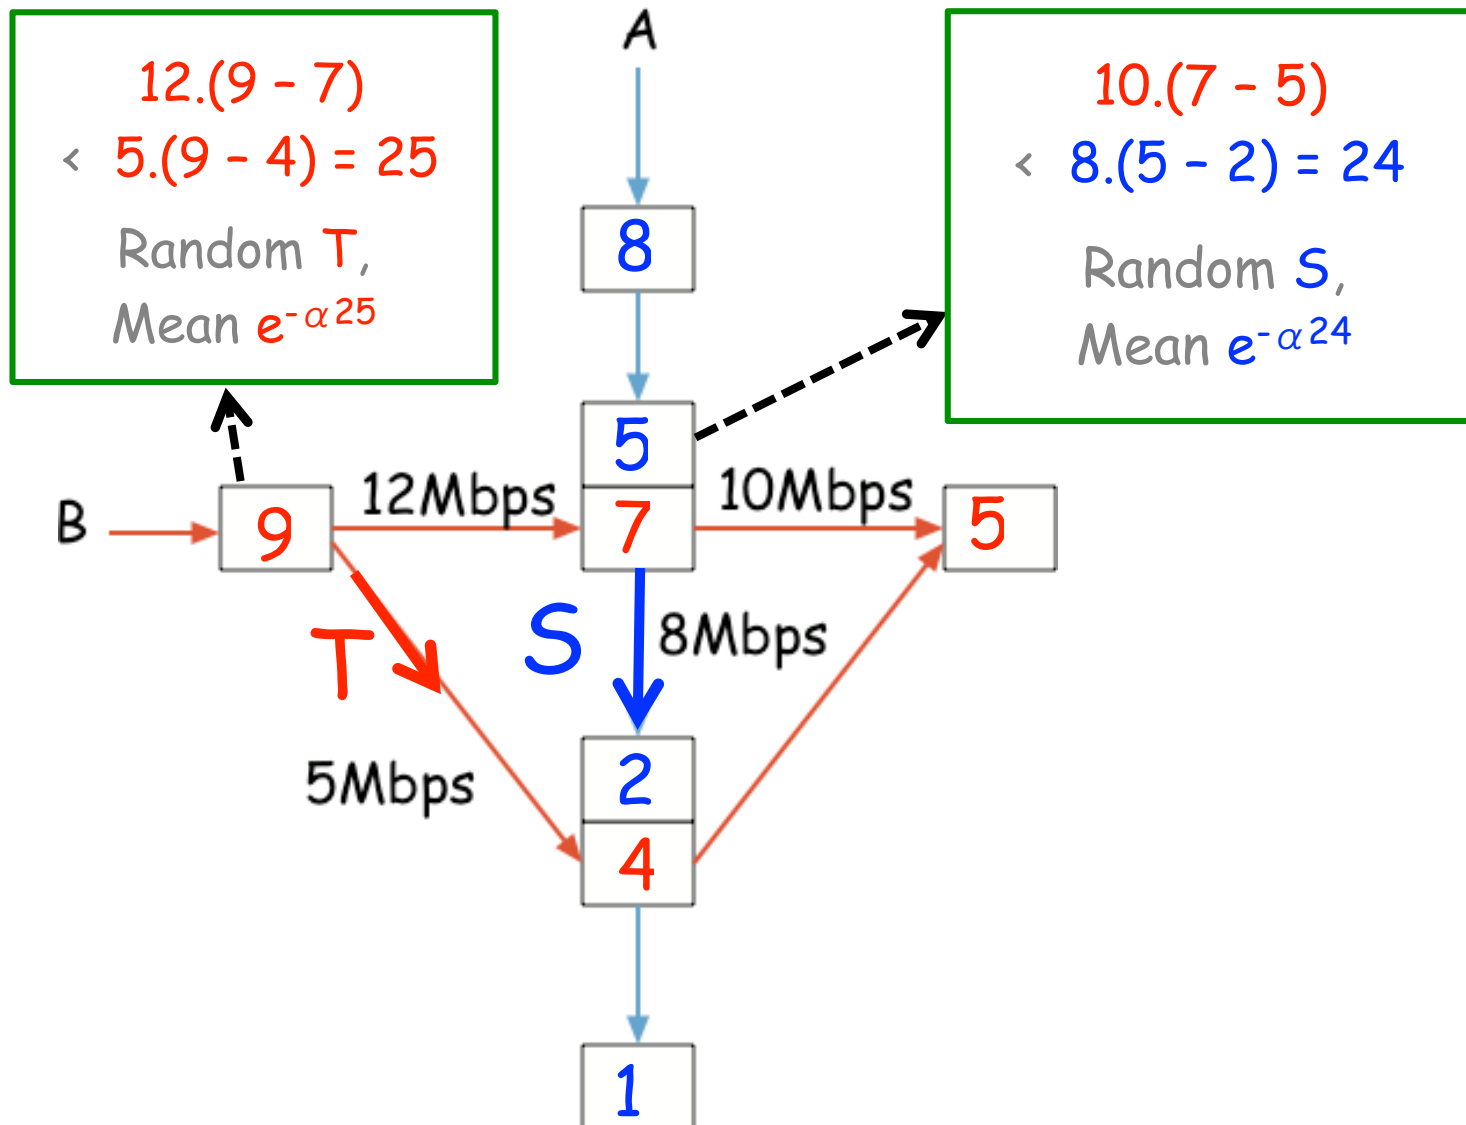 12.(9 - 7)
< 5.(9 - 4) = 25
Random T,
Mean e^-α25
A
10.(7 - 5)
< 8.(5 - 2) = 24
Random S,
Mean e^-α24
8
5
B
9
12Mbps
7
10Mbps
5
T
S
8Mbps
5Mbps
2
4
1